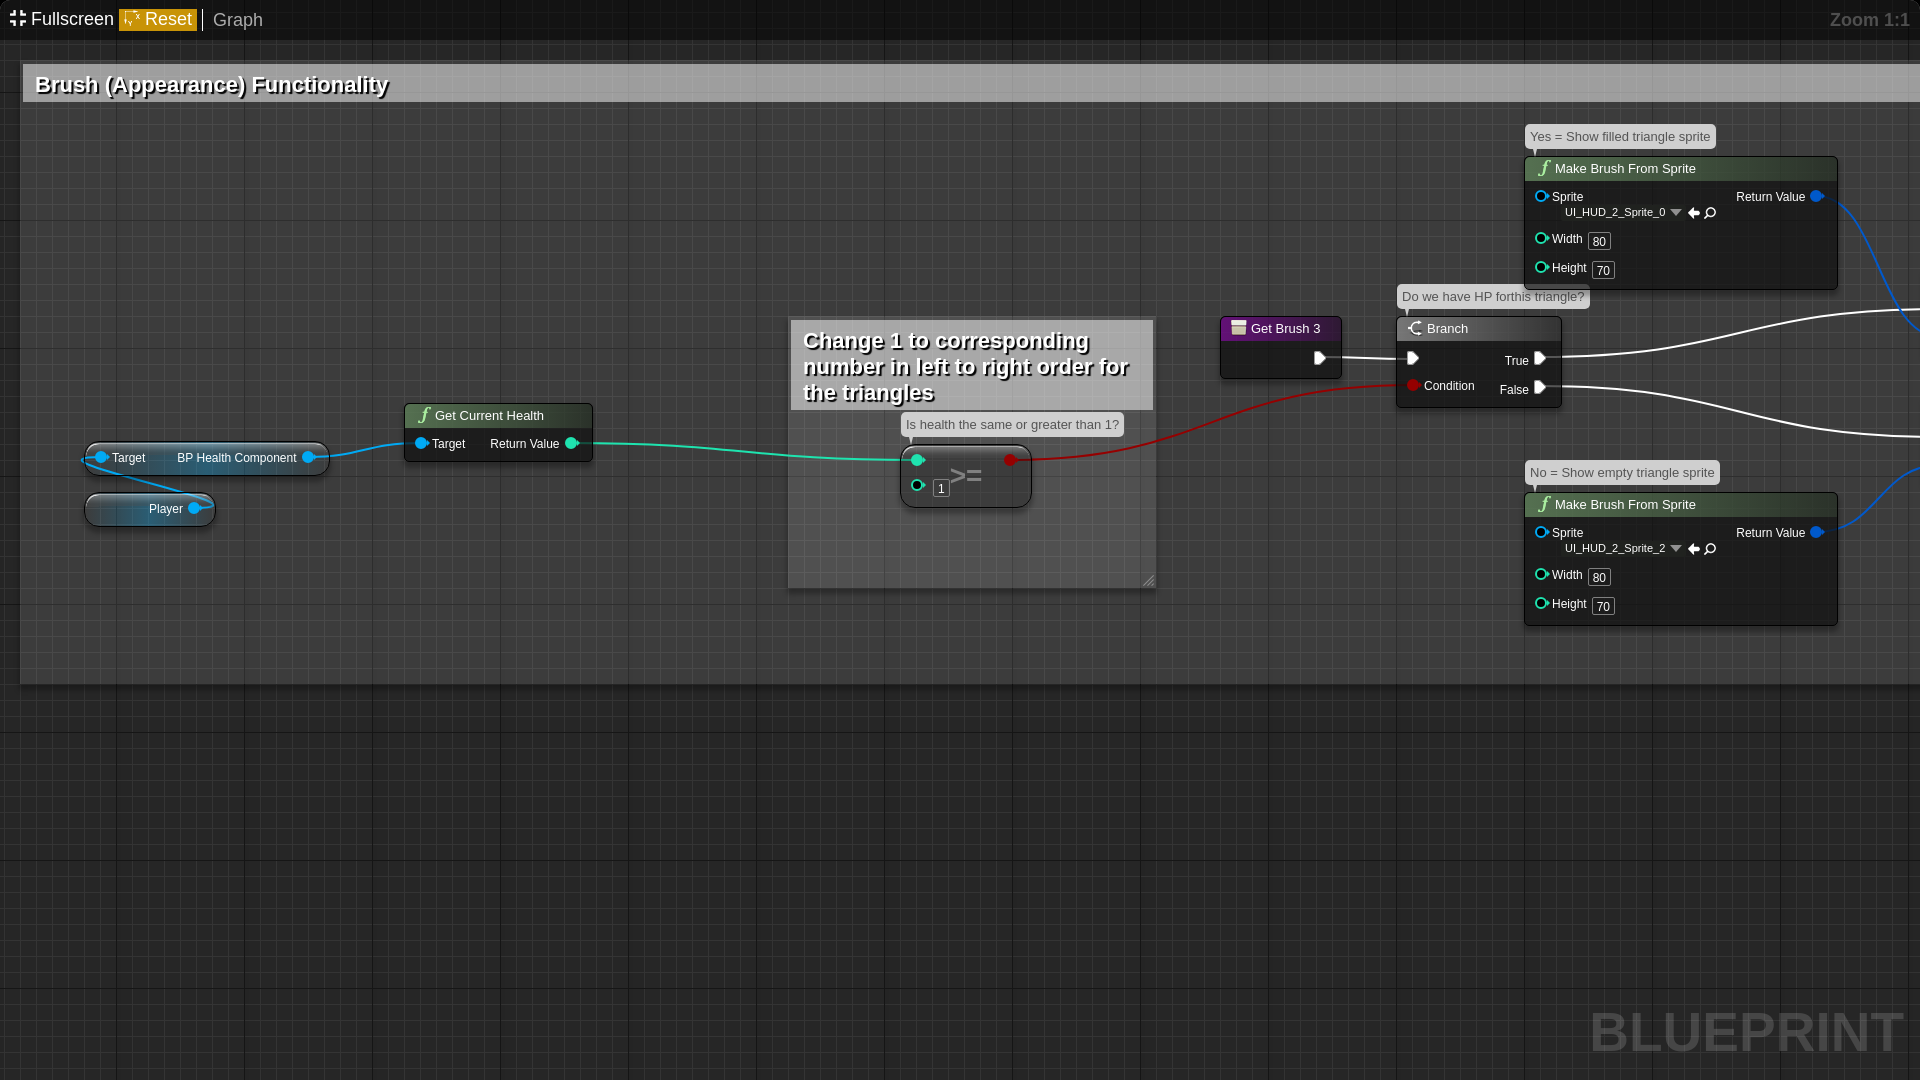 Fullscreen Reset Graph
Zoom 1:1
Brush (Appearance) Functionality
Yes = Show filled triangle sprite
Make Brush From Sprite
Sprite Return Value
UI_HUD_2_Sprite_0
Width 80
Height 70
Do we have HP forthis triangle?
Get Brush 3
Branch
True
Condition
False
Change 1 to corresponding
number in left to right order for
the triangles
Is health the same or greater than 1?
>=
1
Get Current Health
Target Return Value
Target BP Health Component
Player
No = Show empty triangle sprite
Make Brush From Sprite
Sprite Return Value
UI_HUD_2_Sprite_2
Width 80
Height 70
BLUEPRINT